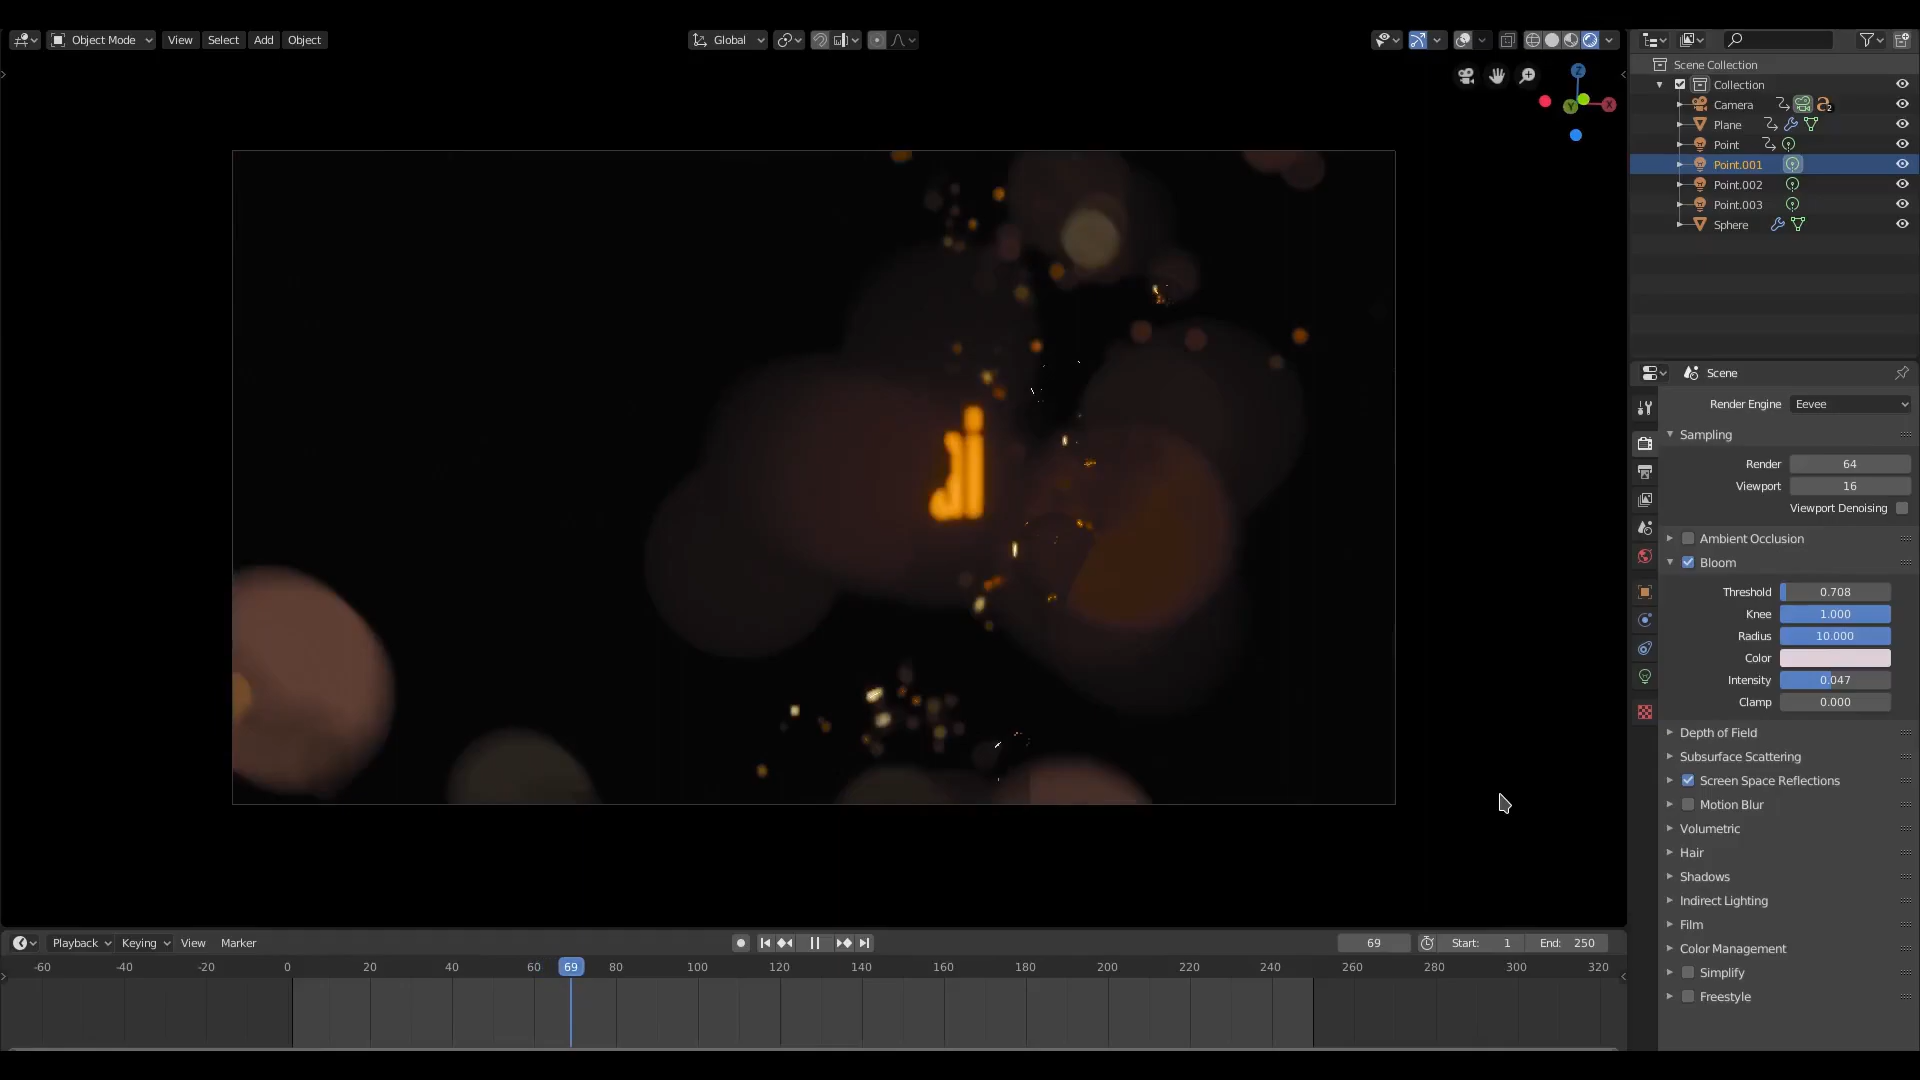 Object Mode View Select Add Object Global
Scene Collection
Collection
Camera
2
Plane
Point
Point.001
Point.002
Point.003
Sphere
Z
Y
X
ji
Scene
Render Engine Eevee
Sampling
Render 64
Viewport 16
Viewport Denoising
Ambient Occlusion
Bloom
Threshold 0.708
Knee 1.000
Radius 10.000
Color
Intensity 0.047
Clamp 0.000
Depth of Field
Subsurface Scattering
Screen Space Reflections
Motion Blur
Volumetric
Hair
Shadows
Indirect Lighting
Film
Color Management
Simplify
Freestyle
Playback Keying View Marker 69 Start: 1 End: 250
-60 -40 -20 0 20 40 60 69 80 100 120 140 160 180 200 220 240 260 280 300 320